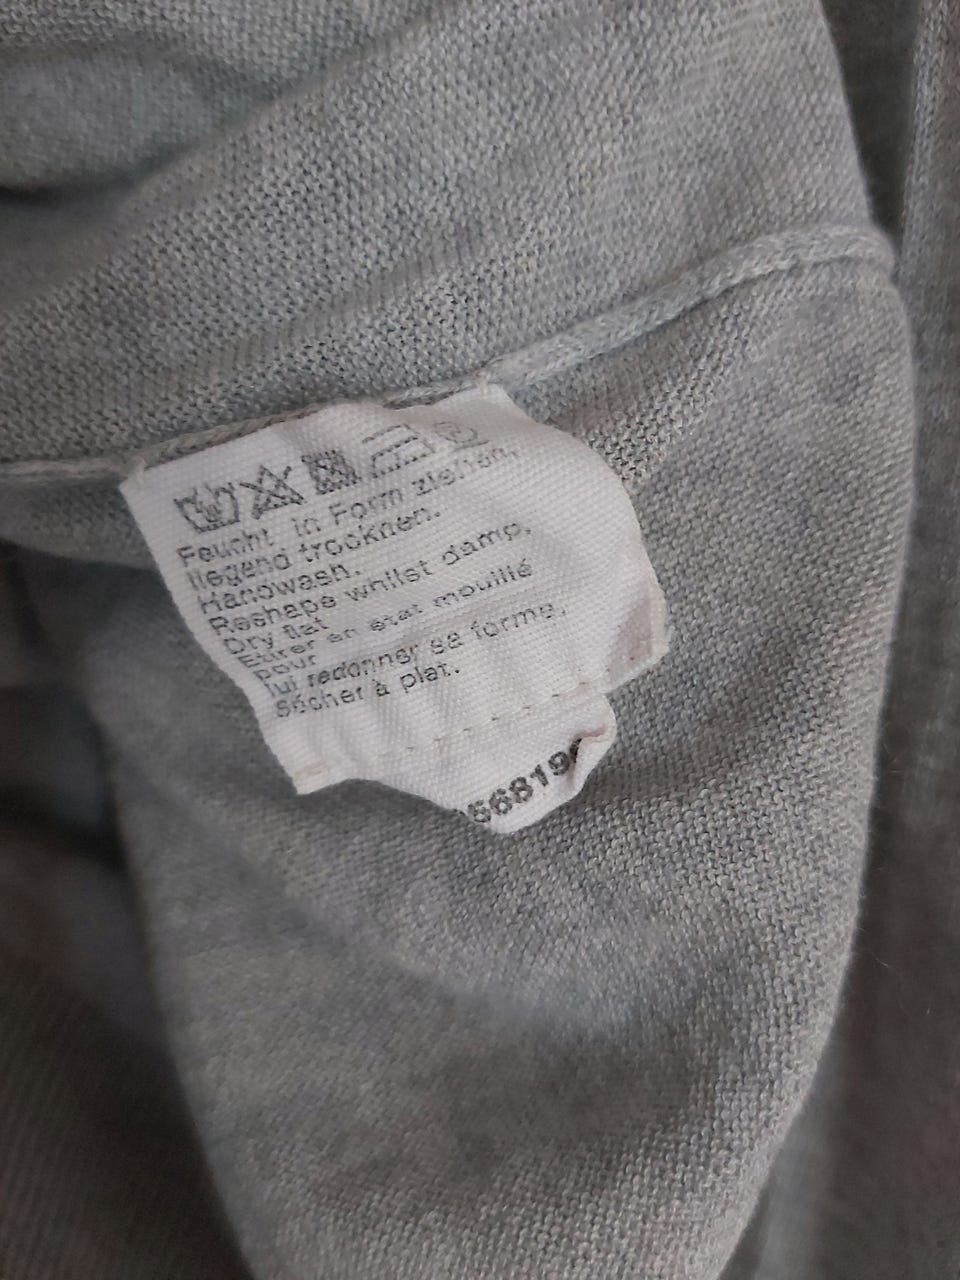 Feucht in Form ziehen,
liegend trocknen.
Handwash.
Reshape whilst damp,
Dry flat
Etirer en état mouillé
pour
lui redonner sa forme,
sécher à plat.
56819